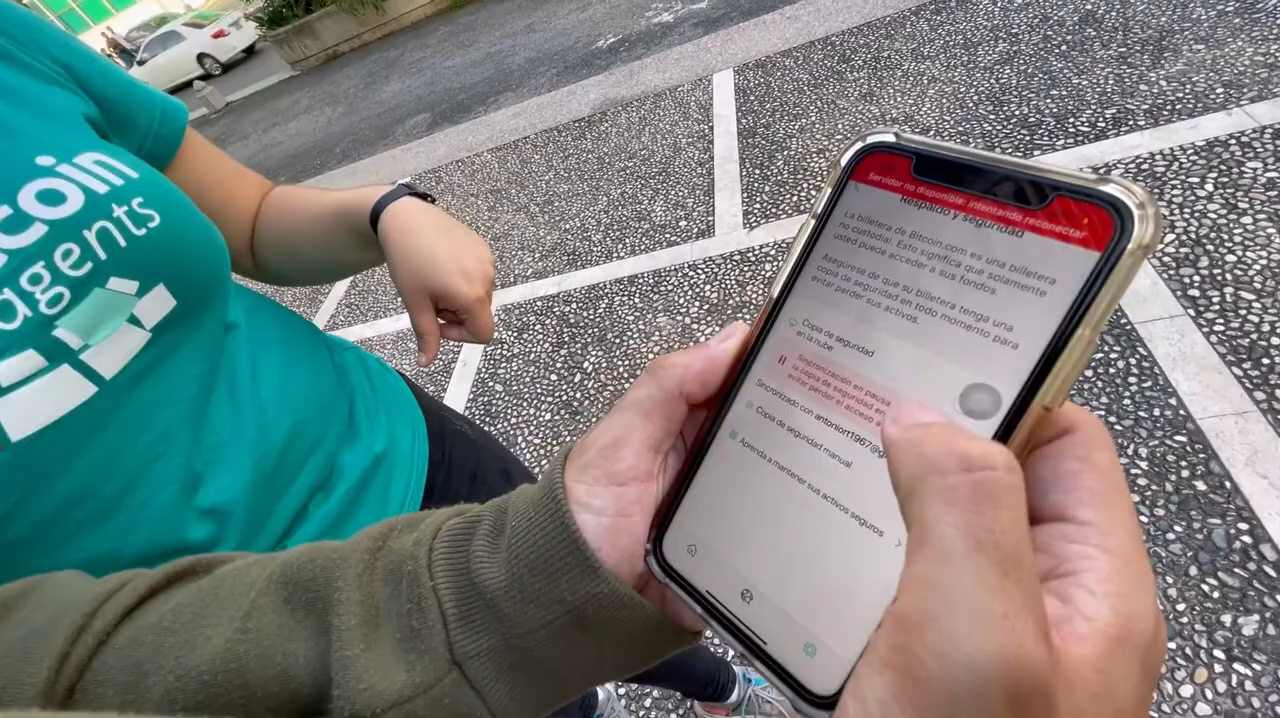 tcoin
agents
Servidor no disponible: intentando reconectar
Respaldo y seguridad
La billetera de Bitcoin.com es una billetera
no custodial. Esto significa que solamente
usted puede acceder a sus fondos.
Asegúrese de que su billetera tenga una
copia de seguridad en todo momento para
evitar perder sus activos.
Copia de seguridad
en la nube
Sincronización en pausa
la copia de seguridad en
evitar perder el acceso a
Sincronizado con antoniort1967@g
Copia de seguridad manual
Aprenda a mantener sus activos seguros